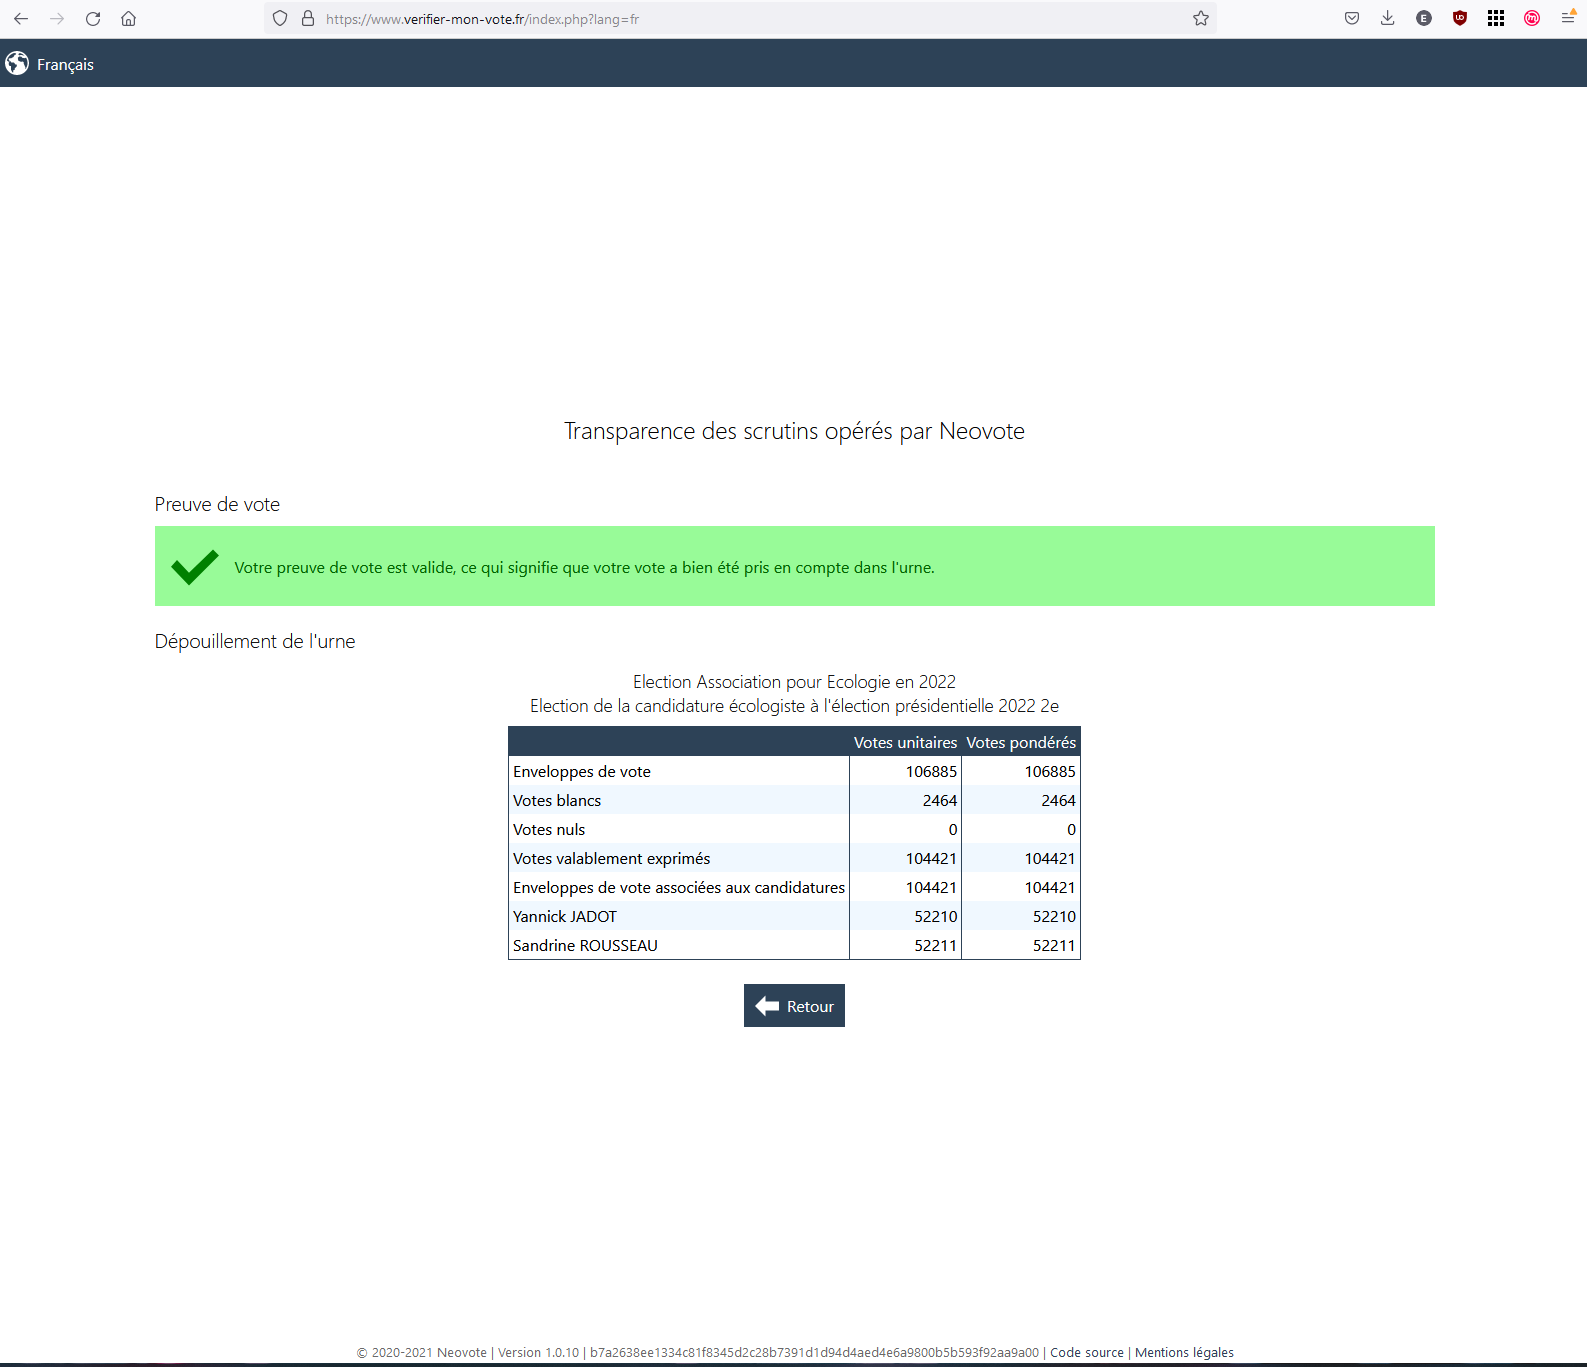 https://www.verifier-mon-vote.fr/index.php?lang=fr
Français
Transparence des scrutins opérés par Neovote
Preuve de vote
Votre preuve de vote est valide, ce qui signifie que votre vote a bien été pris en compte dans l'urne.
Dépouillement de l'urne
Election Association pour Ecologie en 2022
Election de la candidature écologiste à l'élection présidentielle 2022 2e
Votes unitaires Votes pondérés
Enveloppes de vote 106885 106885
Votes blancs 2464 2464
Votes nuls 0 0
Votes valablement exprimés 104421 104421
Enveloppes de vote associées aux candidatures 104421 104421
Yannick JADOT 52210 52210
Sandrine ROUSSEAU 52211 52211
Retour
© 2020-2021 Neovote | Version 1.0.10 | b7a2638ee1334c81f8345d2c28b7391d1d94d4aed4e6a9800b5b593f92aa9a00 | Code source | Mentions légales